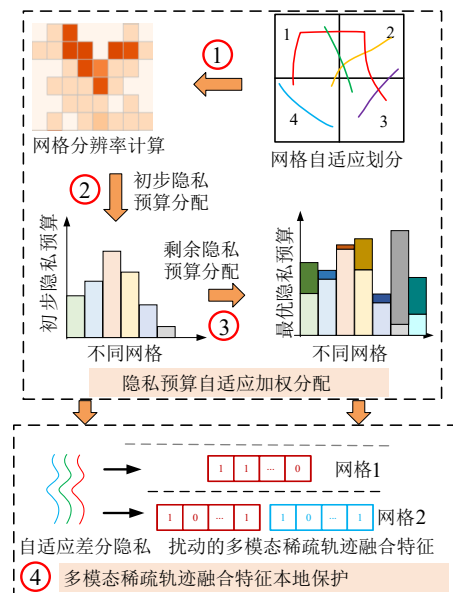 ①
1
2
4
3
网格分辨率计算
网格自适应划分
②
初步隐私
预算分配
初步隐私预算
不同网格
剩余隐私
预算分配
③
最优隐私预算
不同网格
隐私预算自适应加权分配
1 1 ... 0
网格1
1 0 ... 1
1 0 ... 1
网格2
自适应差分隐私
扰动的多模态稀疏轨迹融合特征
④
多模态稀疏轨迹融合特征本地保护